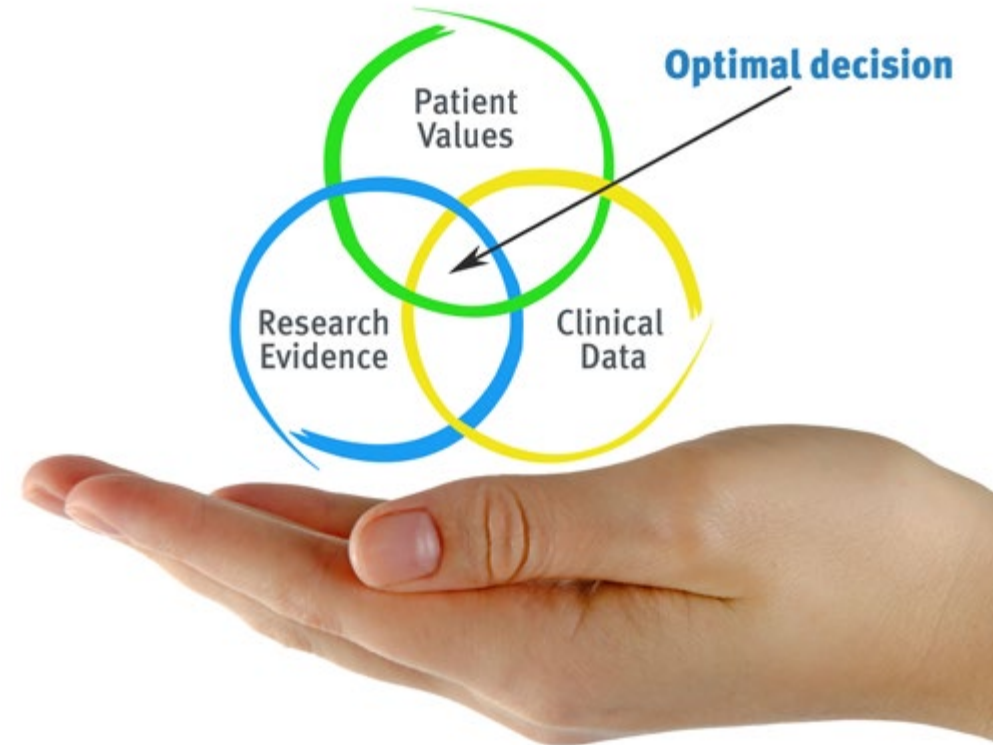 Optimal decision
Patient
Values
Research
Evidence
Clinical
Data